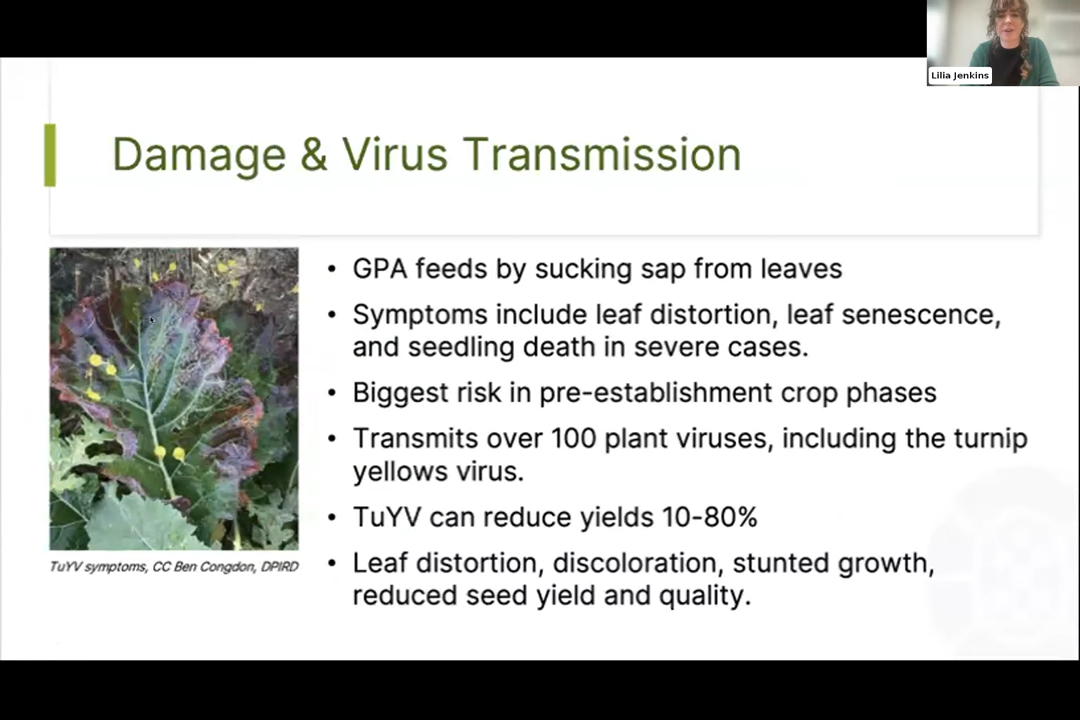 Lilia Jenkins
Damage & Virus Transmission
• GPA feeds by sucking sap from leaves
• Symptoms include leaf distortion, leaf senescence,
and seedling death in severe cases.
• Biggest risk in pre-establishment crop phases
• Transmits over 100 plant viruses, including the turnip
yellows virus.
• TuYV can reduce yields 10-80%
• Leaf distortion, discoloration, stunted growth,
reduced seed yield and quality.
TuYV symptoms, CC Ben Congdon, DPIRD